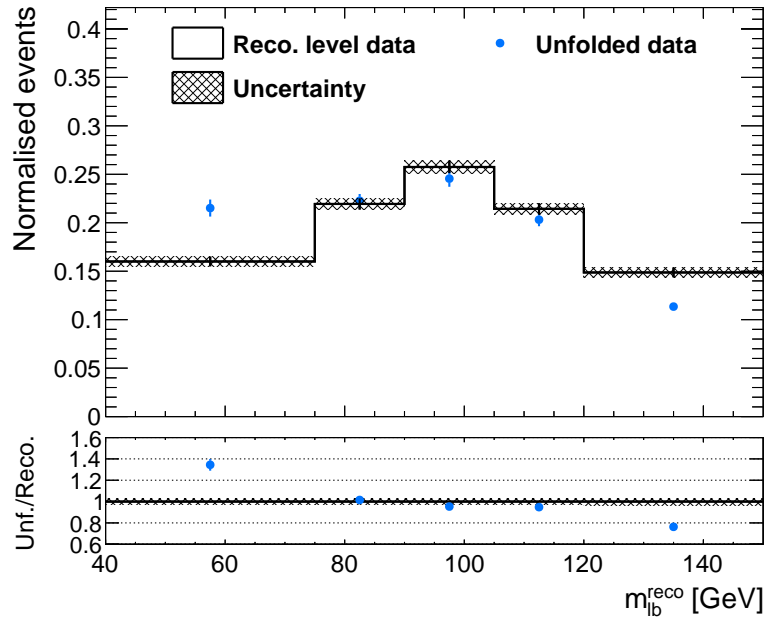 Normalised events
0.4
0.35
0.3
0.25
0.2
0.15
0.1
0.05
0
Reco. level data
Unfolded data
Uncertainty
Unf./Reco.
1.6
1.4
1.2
1
0.8
0.6
40 60 80 100 120 140
m_lb^reco [GeV]